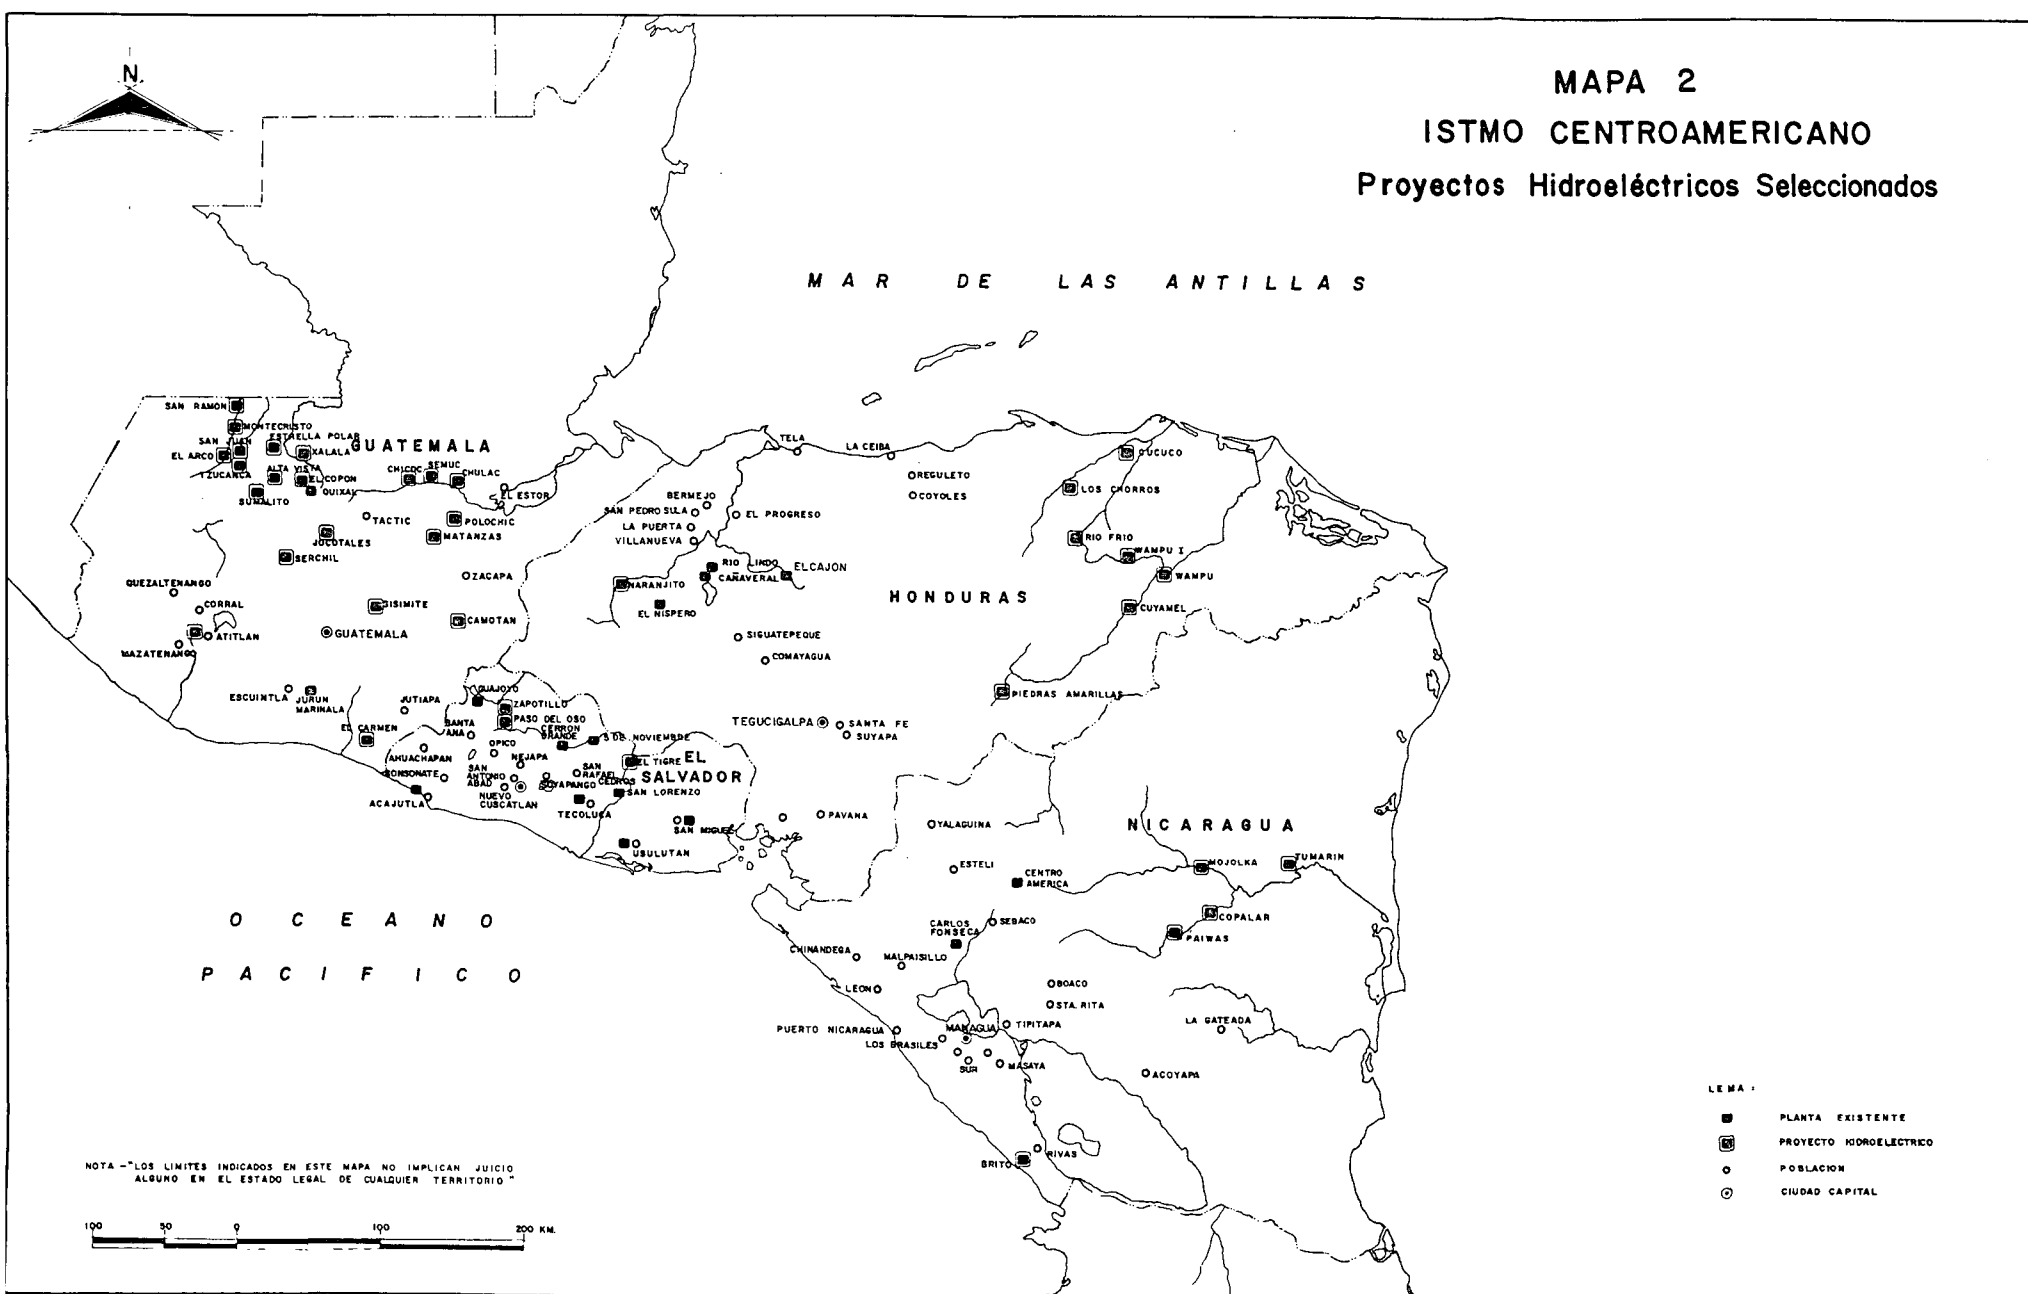 N.
MAPA 2
ISTMO CENTROAMERICANO
Proyectos Hidroeléctricos Seleccionados
MAR DE LAS ANTILLAS
SAN RAMON
MONTECRISTO
SAN JUAN
ESTRELLA POLAR
GUATEMALA
EL ARCO
XALALA
TZUCANCA
ALTA VISTA
EL COPON
QUIXAL
SUMALITO
CHICOC
SEMUC
CHULAC
EL ESTOR
TACTIC
POLOCHIC
JOCOTALES
MATANZAS
SERCHIL
QUEZALTENANGO
ZACAPA
CORRAL
SISIMITE
CAMOTAN
ATITLAN
GUATEMALA
MAZATENANGO
ESCUINTLA
JURUN
MARINALA
JUTIAPA
EL CARMEN
TELA
LA CEIBA
REGULETO
COYOLES
BERMEJO
SAN PEDRO SULA
EL PROGRESO
LA PUERTA
VILLANUEVA
RIO LINDO
EL CAJON
CAÑAVERAL
NARANJITO
EL NISPERO
HONDURAS
SIGUATEPEQUE
COMAYAGUA
CUCUCO
LOS CHORROS
RIO FRIO
WAMPU I
WAMPU
CUYAMEL
PIEDRAS AMARILLAS
TEGUCIGALPA
SANTA FE
SUYAPA
PAVANA
GUAJOYO
ZAPOTILLO
PASO DEL OSO
CERRON
GRANDE
5 DE NOVIEMBRE
SANTA
ANA
OPICO
AHUACHAPAN
NEJAPA
SONSONATE
SAN
ANTONIO
ABAD
SAN
RAFAEL
CEDROS
SOYAPANGO
EL TIGRE
EL
SALVADOR
SAN LORENZO
ACAJUTLA
NUEVO
CUSCATLAN
TECOLUCA
SAN MIGUEL
USULUTAN
YALAGUINA
NICARAGUA
ESTELI
CENTRO
AMERICA
MOJOLKA
TUMARIN
COPALAR
PAIWAS
CARLOS
FONSECA
SEBACO
CHINANDEGA
MALPAISILLO
LEON
BOACO
STA. RITA
LA GATEADA
PUERTO NICARAGUA
MANAGUA
TIPITAPA
LOS BRASILES
SUR
MASAYA
ACOYAPA
RIVAS
BRITO
OCEANO
PACIFICO
LEMA :
PLANTA EXISTENTE
PROYECTO HIDROELECTRICO
POBLACION
CIUDAD CAPITAL
NOTA -"LOS LIMITES INDICADOS EN ESTE MAPA NO IMPLICAN JUICIO
ALGUNO EN EL ESTADO LEGAL DE CUALQUIER TERRITORIO"
100 50 0 100 200 KM.